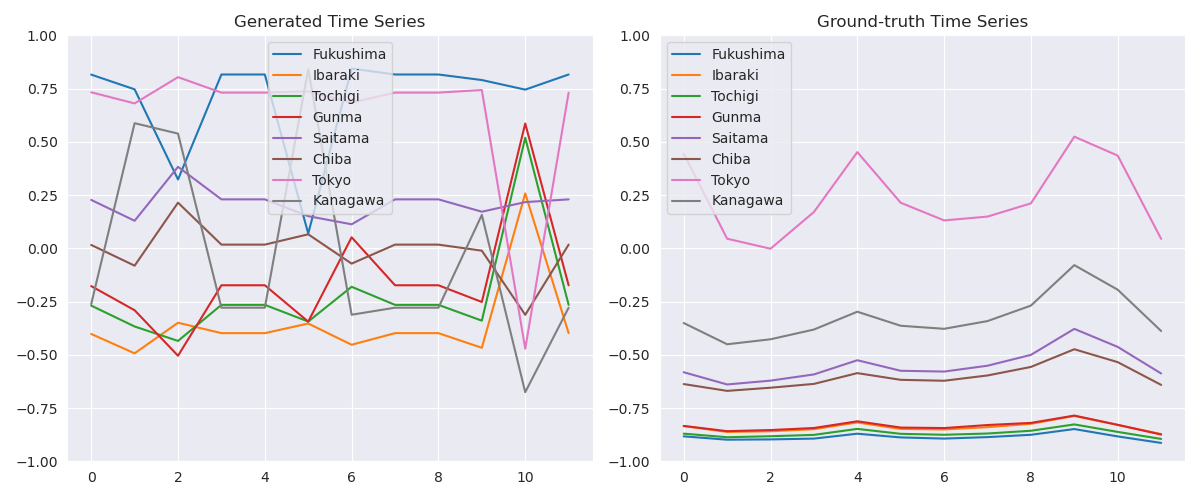 Generated Time Series
1.00
0.75
0.50
0.25
0.00
−0.25
−0.50
−0.75
−1.00
0
2
4
6
8
10
Fukushima
Ibaraki
Tochigi
Gunma
Saitama
Chiba
Tokyo
Kanagawa
Ground-truth Time Series
1.00
0.75
0.50
0.25
0.00
−0.25
−0.50
−0.75
−1.00
0
2
4
6
8
10
Fukushima
Ibaraki
Tochigi
Gunma
Saitama
Chiba
Tokyo
Kanagawa